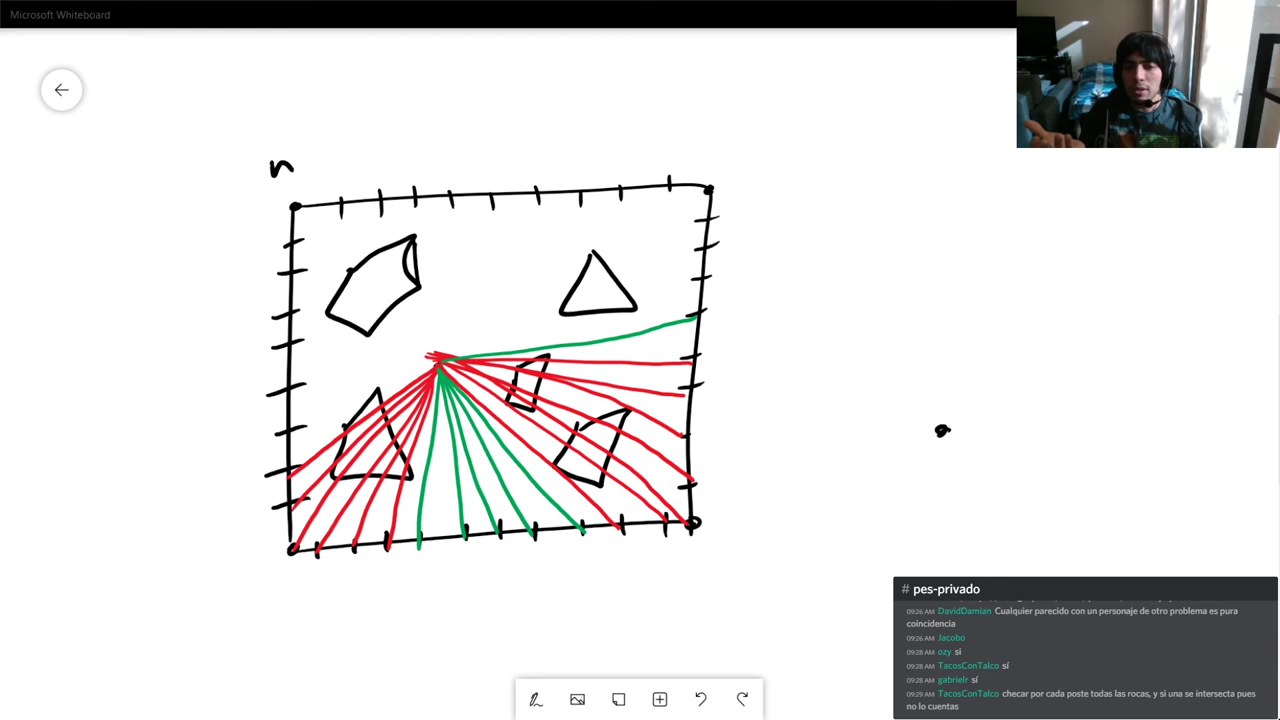 Microsoft Whiteboard
n
# pes-privado
09:26 AM DavidDamian Cualquier parecido con un personaje de otro problema es pura
coincidencia
09:26 AM Jacobo
09:28 AM ozy si
09:28 AM TacosConTalco sí
09:28 AM gabrielr sí
09:29 AM TacosConTalco checar por cada poste todas las rocas, y si una se intersecta pues
no lo cuentas